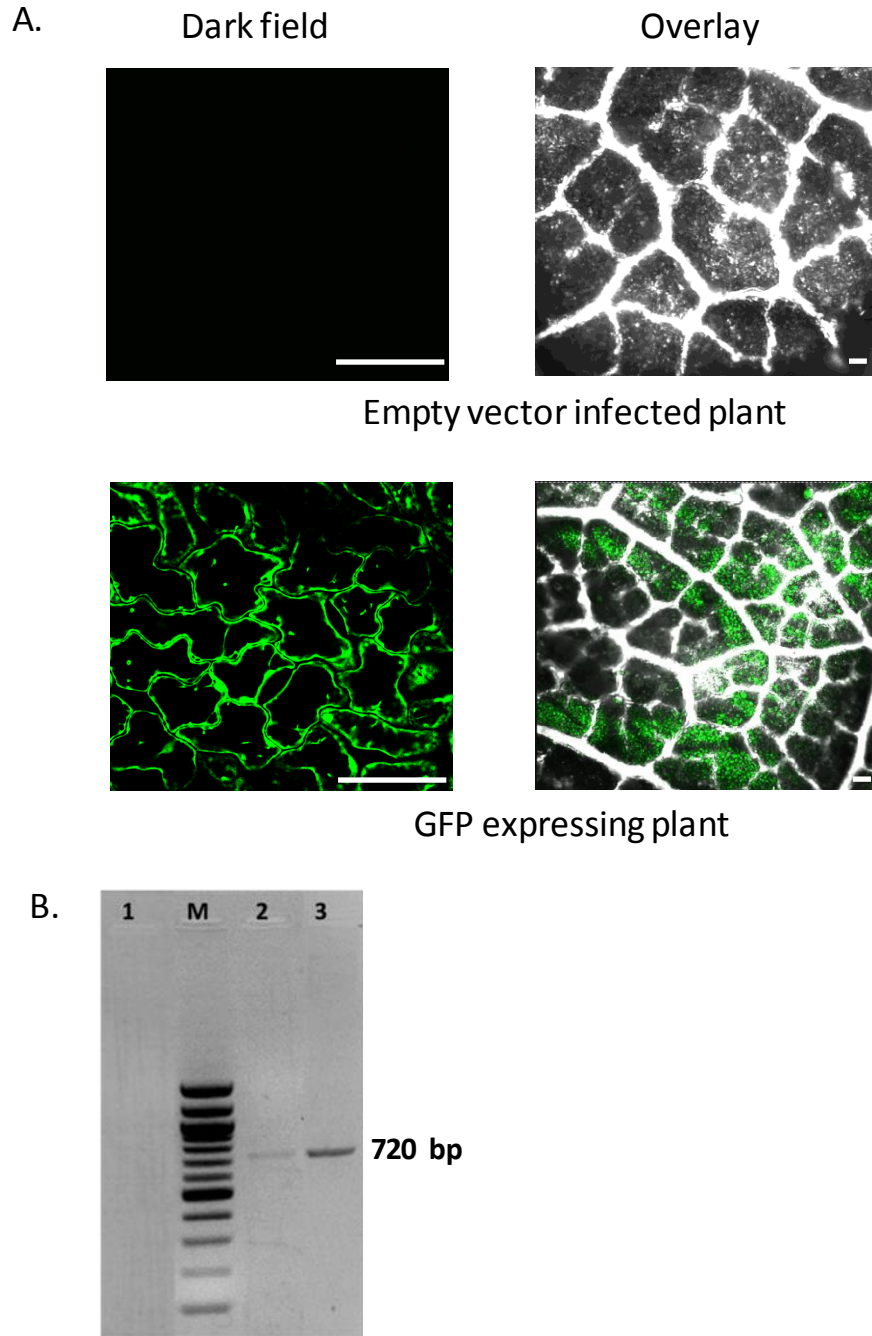 A.
Dark field Overlay
Empty vector infected plant
GFP expressing plant
B.
1 M 2 3
720 bp